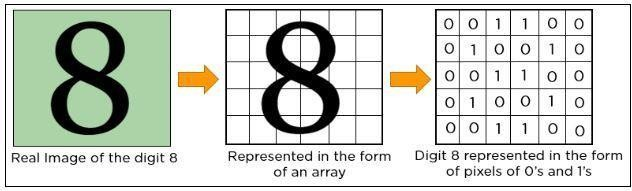 8
8
0 0 1 1 0 0
0 1 0 0 1 0
0 0 1 1 0 0
0 1 0 0 1 0
0 0 1 1 0 0
Real Image of the digit 8
Represented in the form
of an array
Digit 8 represented in the form
of pixels of 0's and 1's